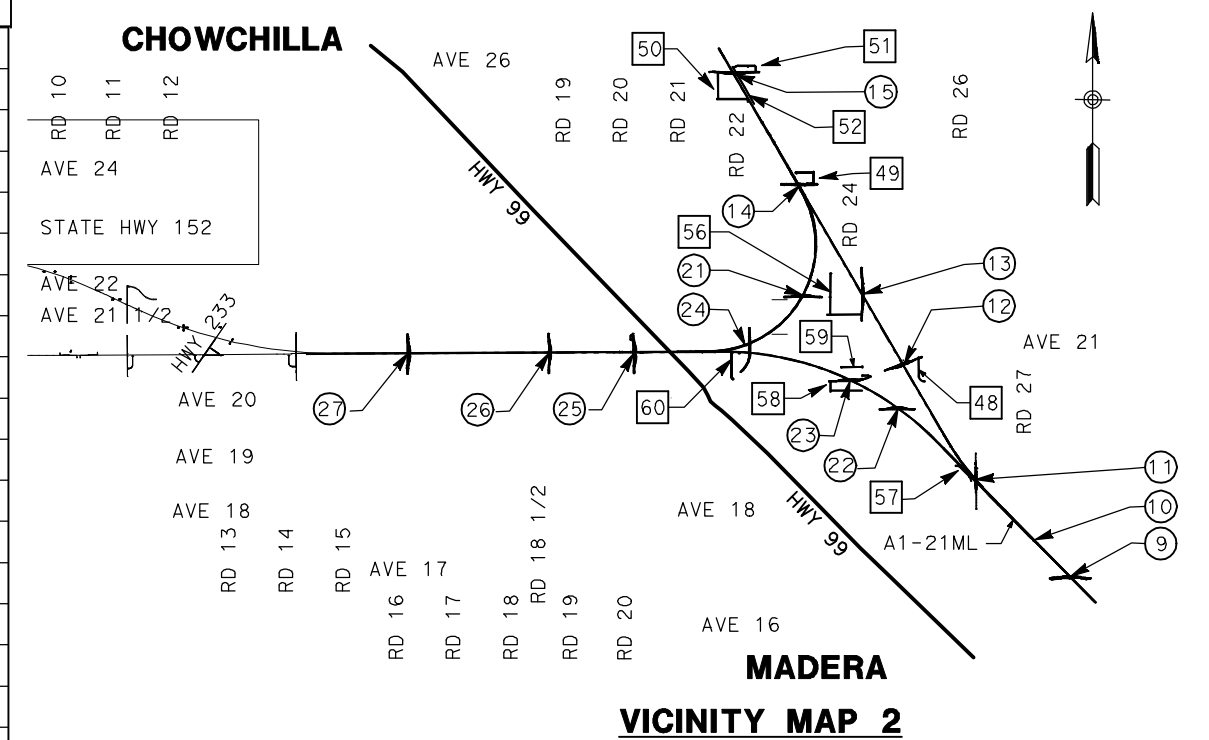 CHOWCHILLA
AVE 26
50
51
15
52
RD 10
RD 11
RD 12
RD 19
RD 20
RD 21
RD 22
RD 26
AVE 24
HWY 99
49
14
RD 24
STATE HWY 152
56
21
13
AVE 22
AVE 21 1/2
HWY 233
24
12
59
AVE 21
AVE 20
27
26
25
60
58
48
RD 27
23
AVE 19
22
57
11
AVE 18
AVE 18
10
HWY 99
A1-21ML
9
RD 13
RD 14
RD 15
RD 18 1/2
AVE 17
RD 16
RD 17
RD 18
RD 19
RD 20
AVE 16
MADERA
VICINITY MAP 2